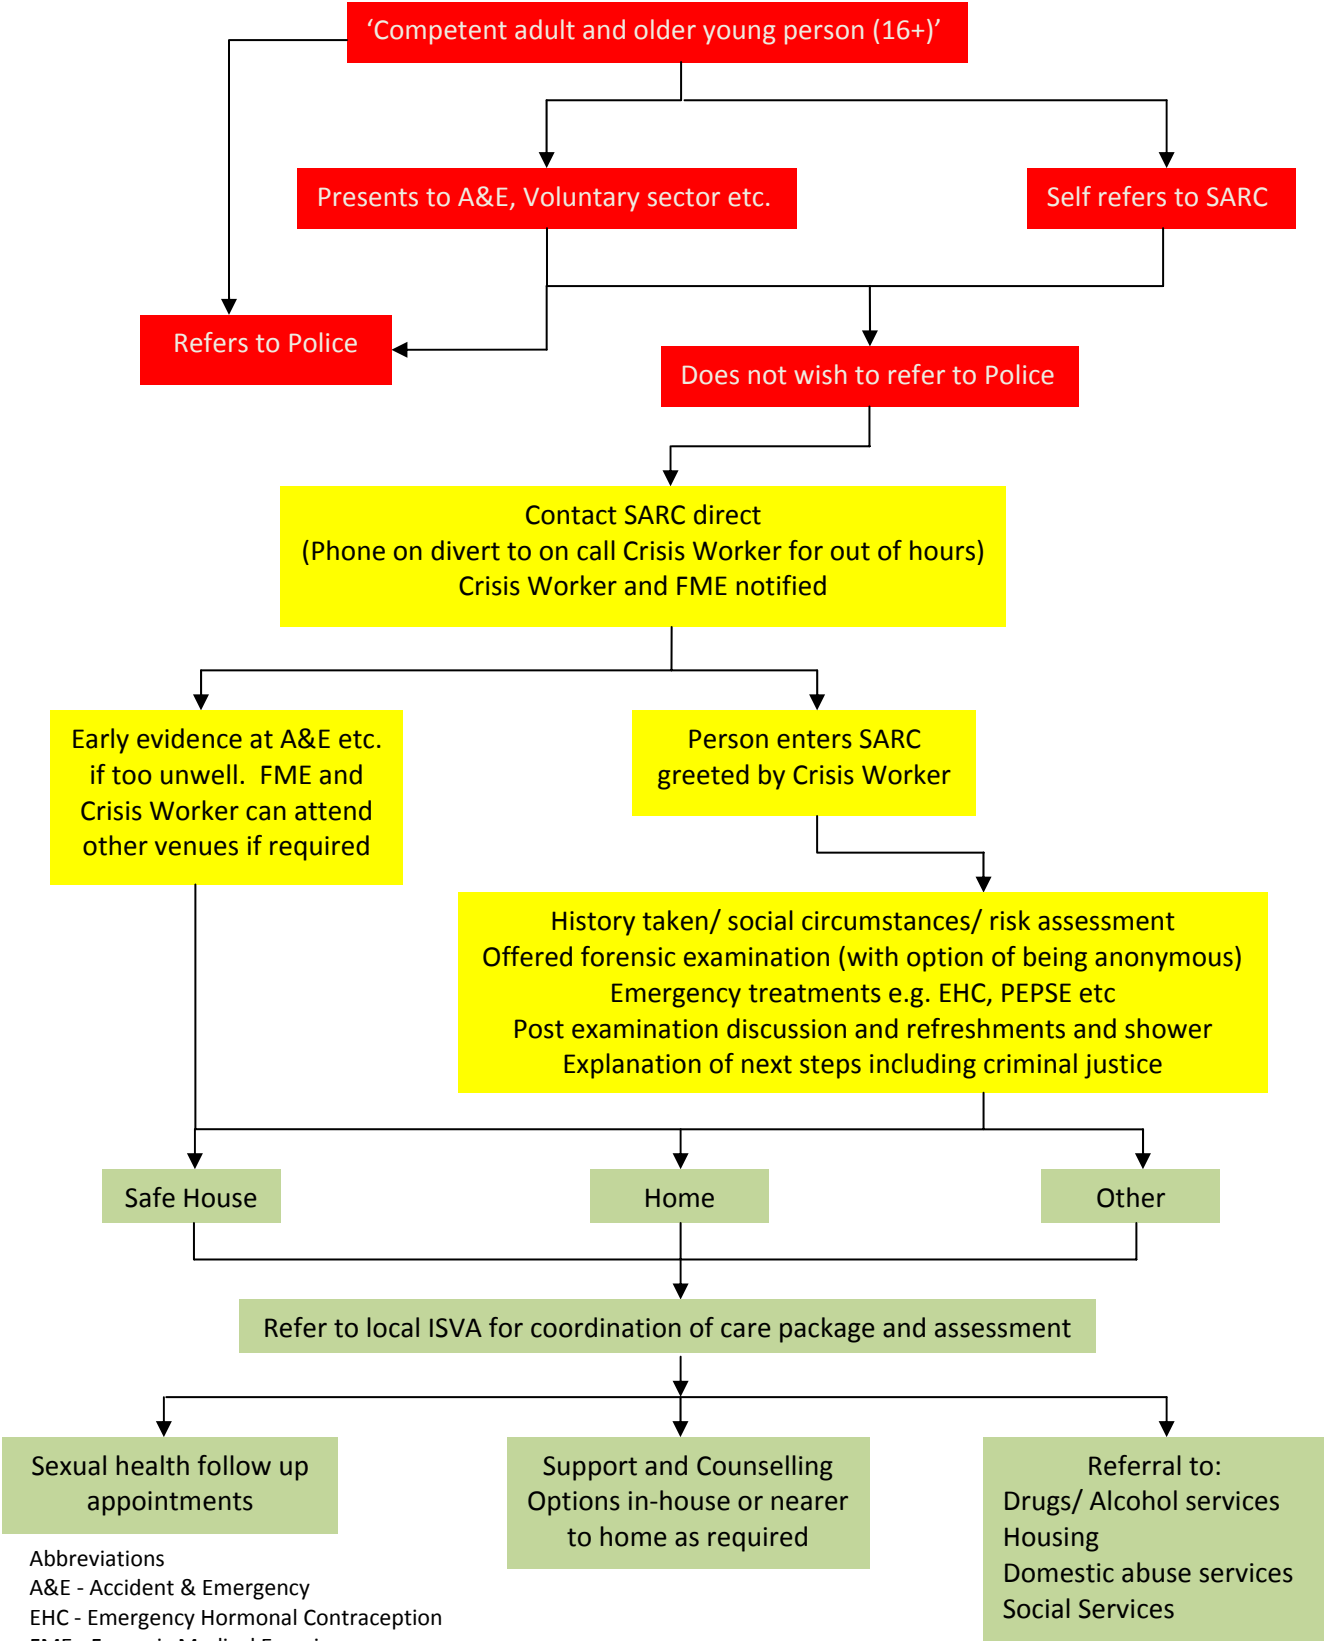 ‘Competent adult and older young person (16+)’
Presents to A&E, Voluntary sector etc.
Self refers to SARC
Refers to Police
Does not wish to refer to Police
Contact SARC direct
(Phone on divert to on call Crisis Worker for out of hours)
Crisis Worker and FME notified
Early evidence at A&E etc.
if too unwell.  FME and
Crisis Worker can attend
other venues if required
Person enters SARC
greeted by Crisis Worker
History taken/ social circumstances/ risk assessment
Offered forensic examination (with option of being anonymous)
Emergency treatments e.g. EHC, PEPSE etc
Post examination discussion and refreshments and shower
Explanation of next steps including criminal justice
Safe House
Home
Other
Refer to local ISVA for coordination of care package and assessment
Sexual health follow up
appointments
Support and Counselling
Options in-house or nearer
to home as required
Referral to:
Drugs/ Alcohol services
Housing
Domestic abuse services
Social Services
Abbreviations
A&E - Accident & Emergency
EHC - Emergency Hormonal Contraception